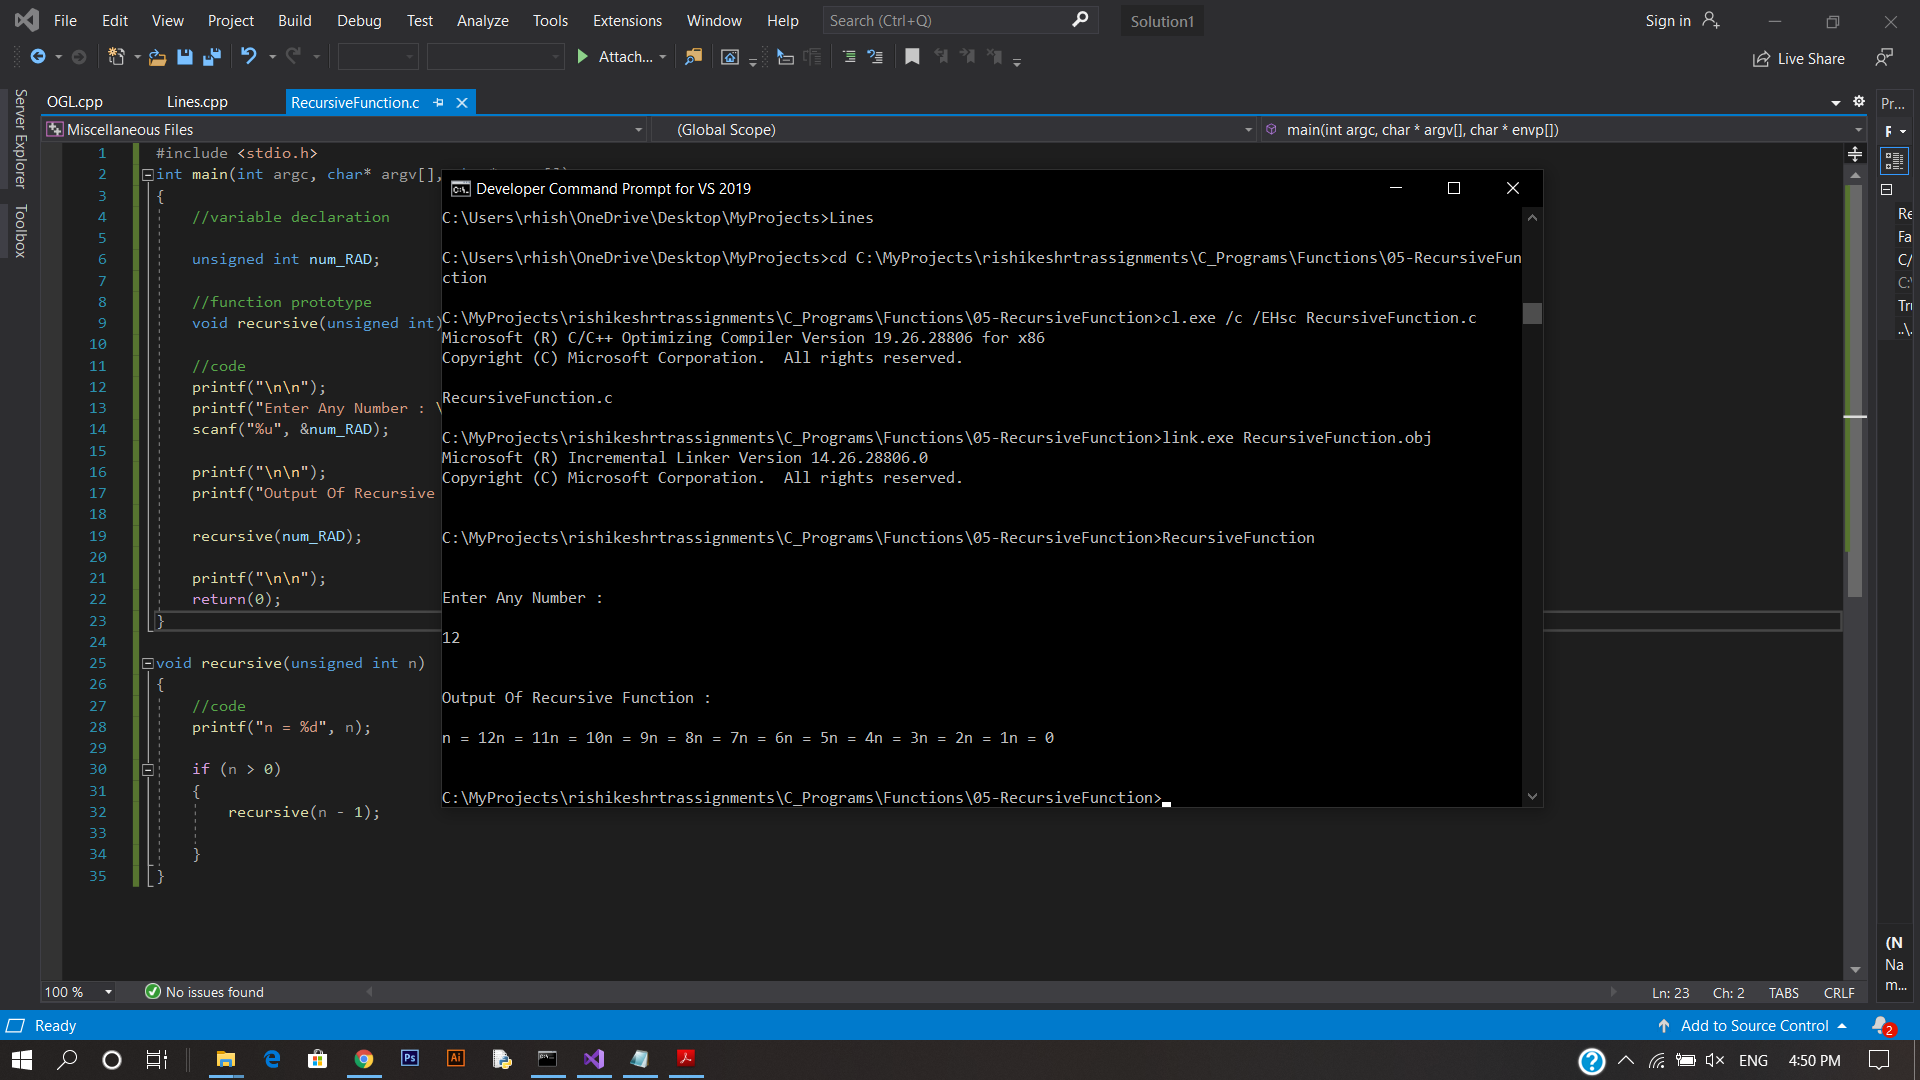 File Edit View Project Build Debug Test Analyze Tools Extensions Window Help Search (Ctrl+Q) Solution1 Sign in
Attach... Live Share
Server Explorer
Toolbox
OGL.cpp Lines.cpp RecursiveFunction.c
Pr...
Miscellaneous Files (Global Scope) main(int argc, char * argv[], char * envp[])
1 #include <stdio.h>
2 int main(int argc, char* argv[],
3 {
4 //variable declaration
5
6 unsigned int num_RAD;
7
8 //function prototype
9 void recursive(unsigned int)
10
11 //code
12 printf("\n\n");
13 printf("Enter Any Number : \
14 scanf("%u", &num_RAD);
15
16 printf("\n\n");
17 printf("Output Of Recursive
18
19 recursive(num_RAD);
20
21 printf("\n\n");
22 return(0);
23 }
24
25 void recursive(unsigned int n)
26 {
27 //code
28 printf("n = %d", n);
29
30 if (n > 0)
31 {
32 recursive(n - 1);
33
34 }
35 }
Developer Command Prompt for VS 2019
C:\Users\rhish\OneDrive\Desktop\MyProjects>Lines
C:\Users\rhish\OneDrive\Desktop\MyProjects>cd C:\MyProjects\rishikeshrtrassignments\C_Programs\Functions\05-RecursiveFun
ction
C:\MyProjects\rishikeshrtrassignments\C_Programs\Functions\05-RecursiveFunction>cl.exe /c /EHsc RecursiveFunction.c
Microsoft (R) C/C++ Optimizing Compiler Version 19.26.28806 for x86
Copyright (C) Microsoft Corporation.  All rights reserved.
RecursiveFunction.c
C:\MyProjects\rishikeshrtrassignments\C_Programs\Functions\05-RecursiveFunction>link.exe RecursiveFunction.obj
Microsoft (R) Incremental Linker Version 14.26.28806.0
Copyright (C) Microsoft Corporation.  All rights reserved.
C:\MyProjects\rishikeshrtrassignments\C_Programs\Functions\05-RecursiveFunction>RecursiveFunction
Enter Any Number :
12
Output Of Recursive Function :
n = 12n = 11n = 10n = 9n = 8n = 7n = 6n = 5n = 4n = 3n = 2n = 1n = 0
C:\MyProjects\rishikeshrtrassignments\C_Programs\Functions\05-RecursiveFunction>
R
Re
Fa
C/
C:
Tr
..\.
(N
Na
m...
100 % No issues found Ln: 23 Ch: 2 TABS CRLF
Ready Add to Source Control 2
Ps Ai ENG 4:50 PM